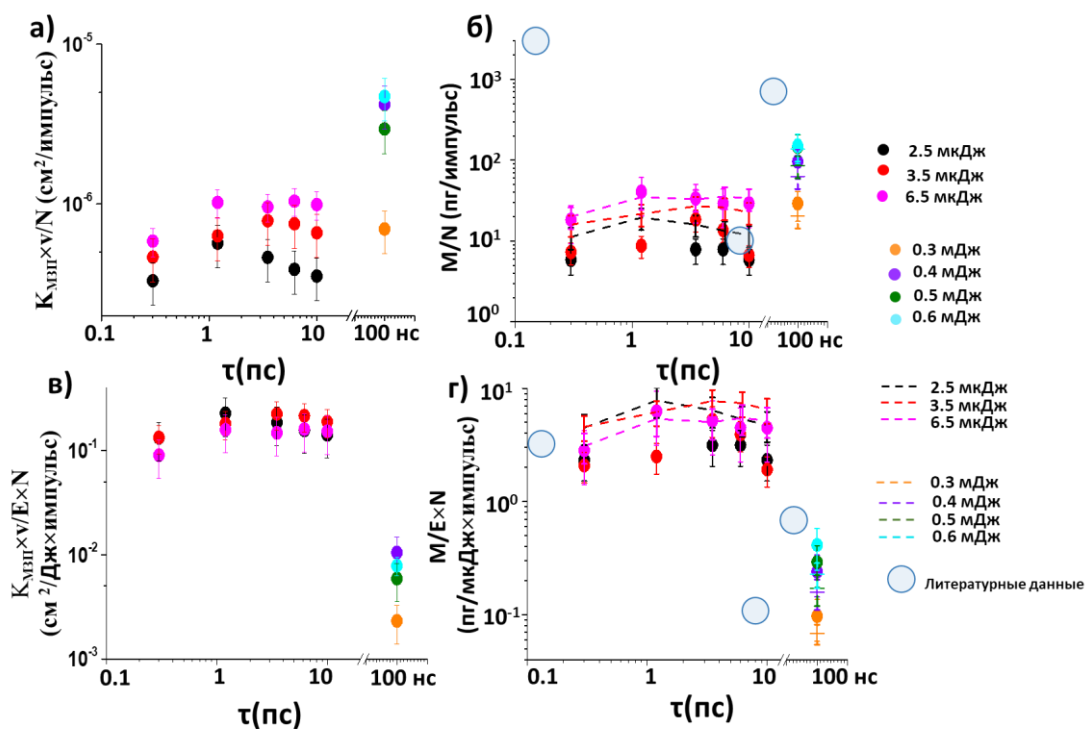 а)
K_МЗП×v/N (см²/импульс)
10⁻⁵
10⁻⁶
0.1
1
10
100 нс
τ(пс)
б)
M/N (пг/импульс)
10³
10²
10¹
10⁰
0.1
1
10
100 нс
τ(пс)
2.5 мкДж
3.5 мкДж
6.5 мкДж
0.3 мДж
0.4 мДж
0.5 мДж
0.6 мДж
в)
K_МЗП×v/E×N
(см²/Дж×импульс)
10⁻¹
10⁻²
10⁻³
0.1
1
10
100 нс
τ(пс)
г)
M/E×N
(пг/мкДж×импульс)
10¹
10⁰
10⁻¹
0.1
1
10
100 нс
τ(пс)
2.5 мкДж
3.5 мкДж
6.5 мкДж
0.3 мДж
0.4 мДж
0.5 мДж
0.6 мДж
Литературные данные